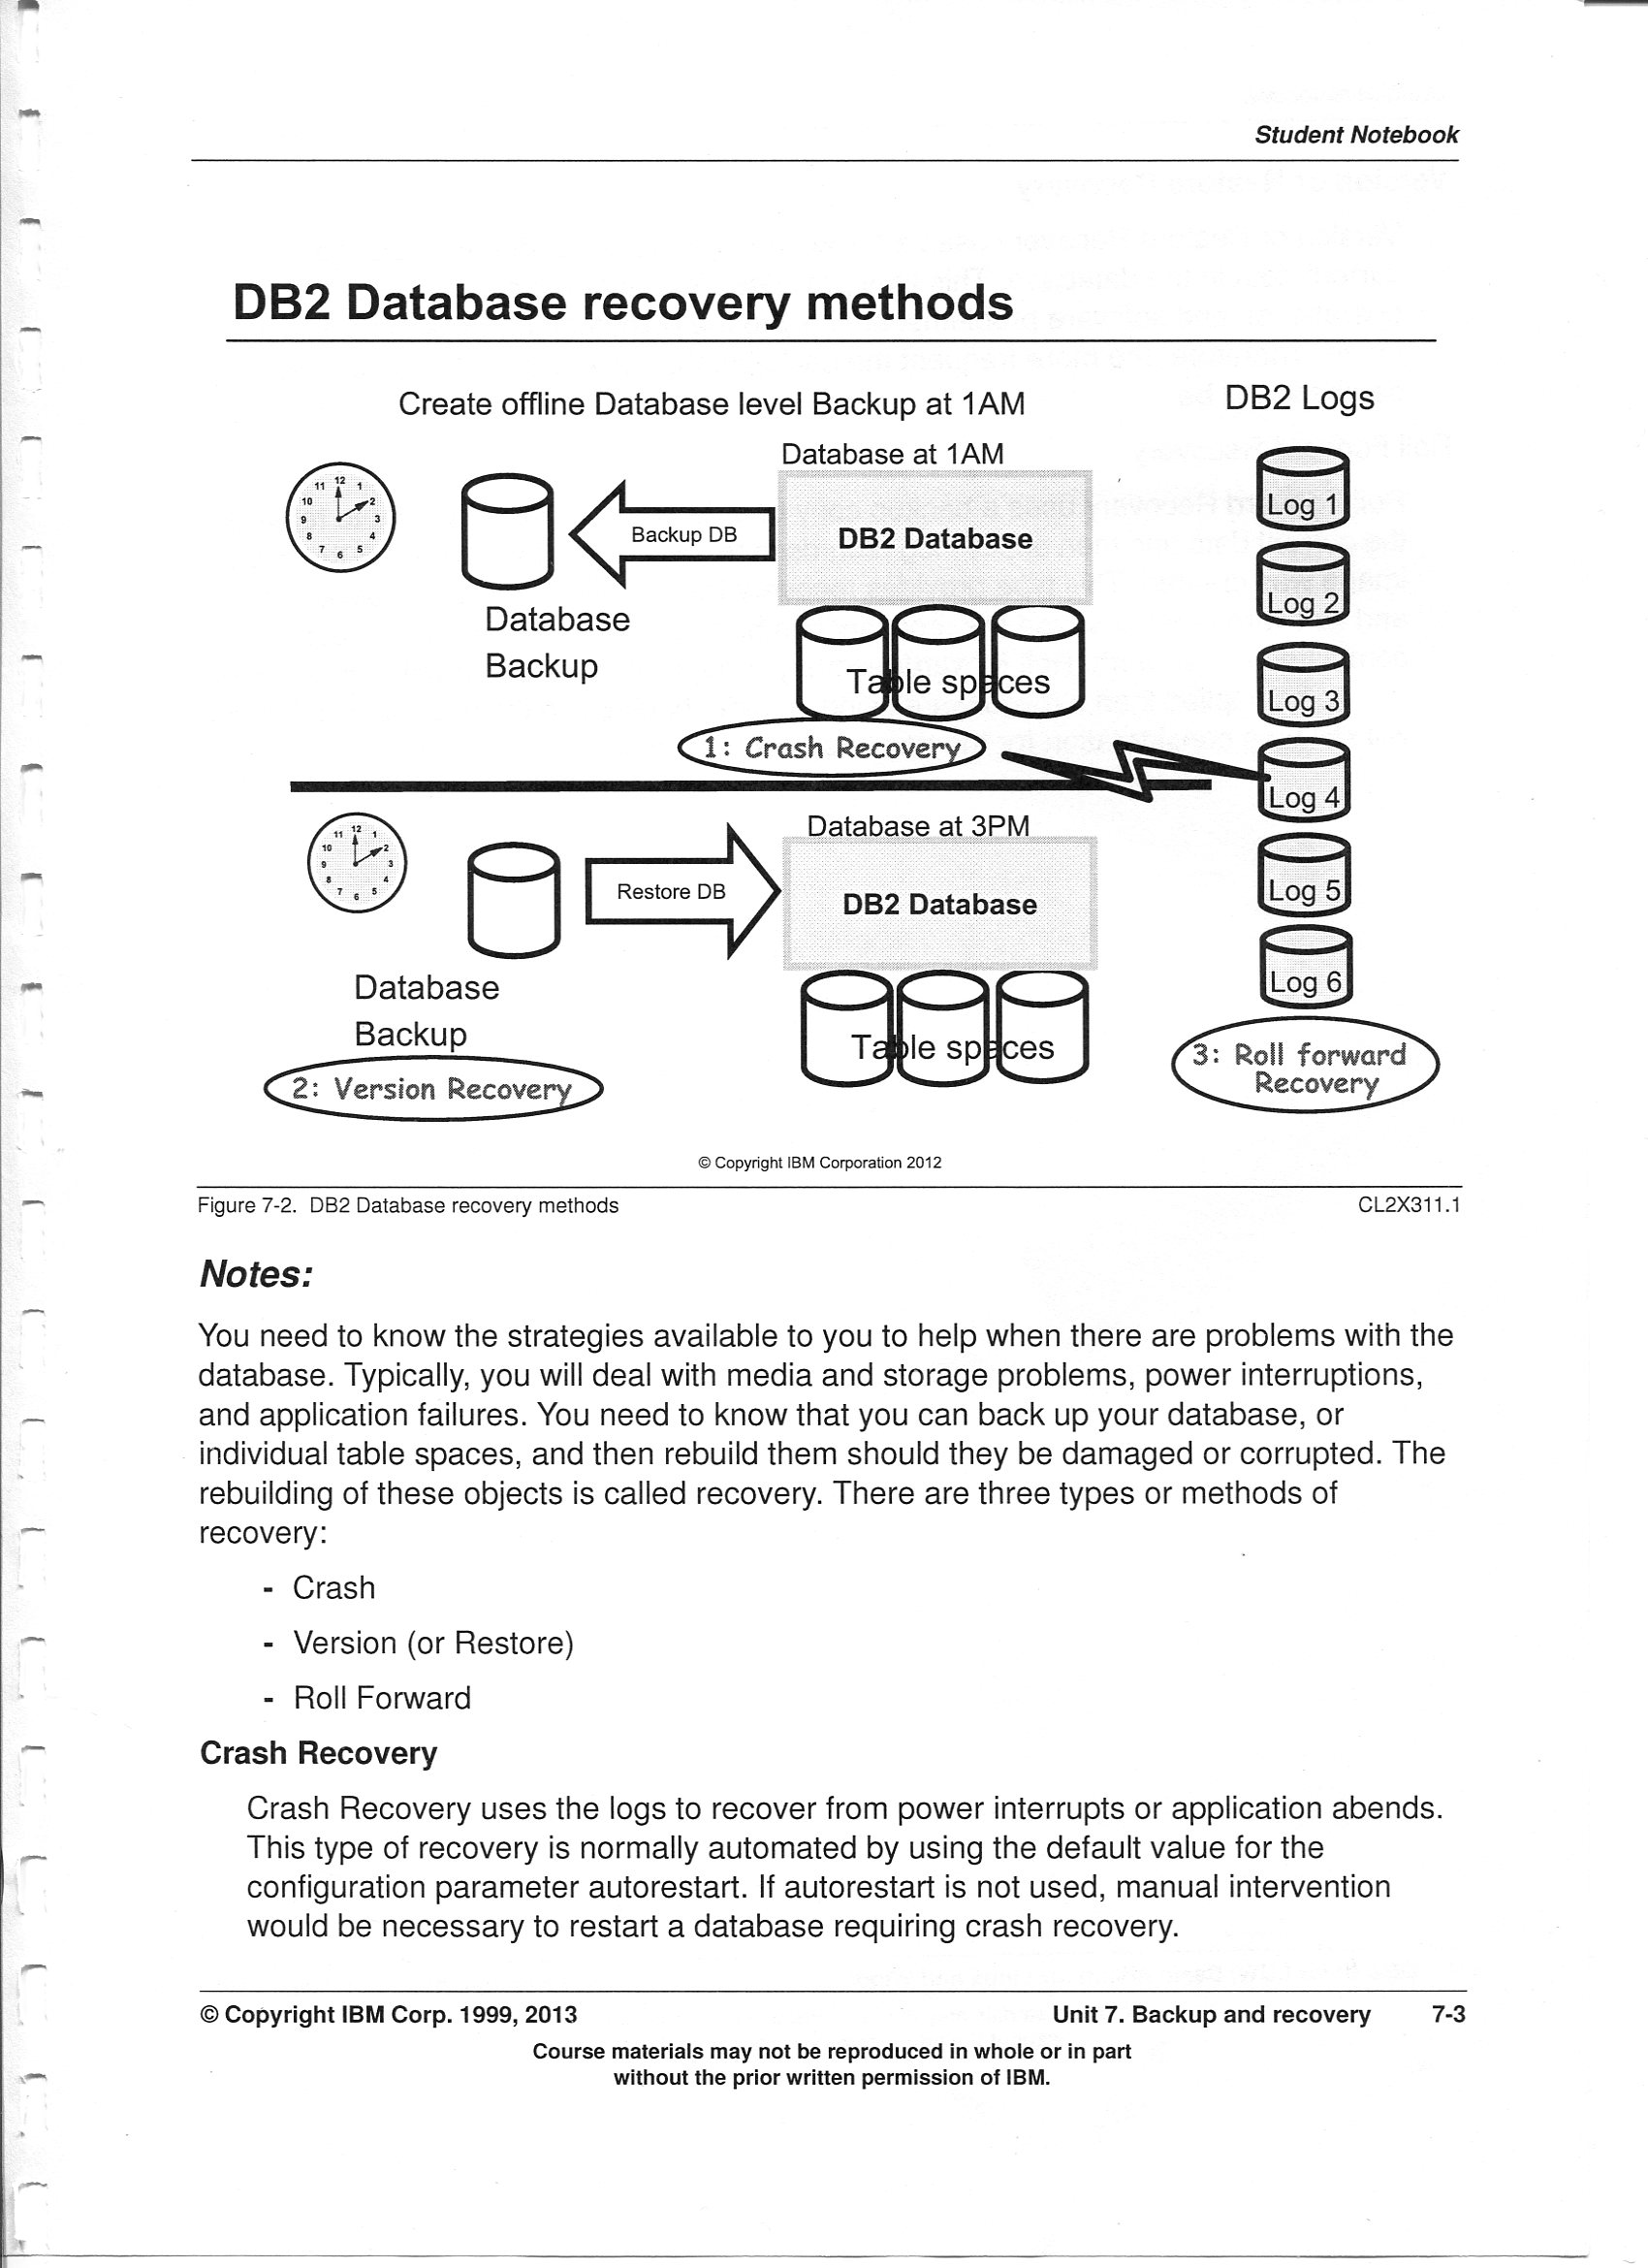 Student Notebook
DB2 Database recovery methods
Create offline Database level Backup at 1AM
DB2 Logs
Database at 1AM
12
1
2
3
4
5
6
7
8
9
10
11
Backup DB
DB2 Database
Database
Backup
Table spaces
1: Crash Recovery
Log 1
Log 2
Log 3
Log 4
Log 5
Log 6
Database at 3PM
12
1
2
3
4
5
6
7
8
9
10
11
Restore DB
DB2 Database
Database
Backup
Table spaces
2: Version Recovery
3: Roll forward
Recovery
© Copyright IBM Corporation 2012
Figure 7-2. DB2 Database recovery methods
CL2X311.1
Notes:
You need to know the strategies available to you to help when there are problems with the
database. Typically, you will deal with media and storage problems, power interruptions,
and application failures. You need to know that you can back up your database, or
individual table spaces, and then rebuild them should they be damaged or corrupted. The
rebuilding of these objects is called recovery. There are three types or methods of
recovery:
- Crash
- Version (or Restore)
- Roll Forward
Crash Recovery
Crash Recovery uses the logs to recover from power interrupts or application abends.
This type of recovery is normally automated by using the default value for the
configuration parameter autorestart. If autorestart is not used, manual intervention
would be necessary to restart a database requiring crash recovery.
© Copyright IBM Corp. 1999, 2013
Unit 7. Backup and recovery 7-3
Course materials may not be reproduced in whole or in part
without the prior written permission of IBM.